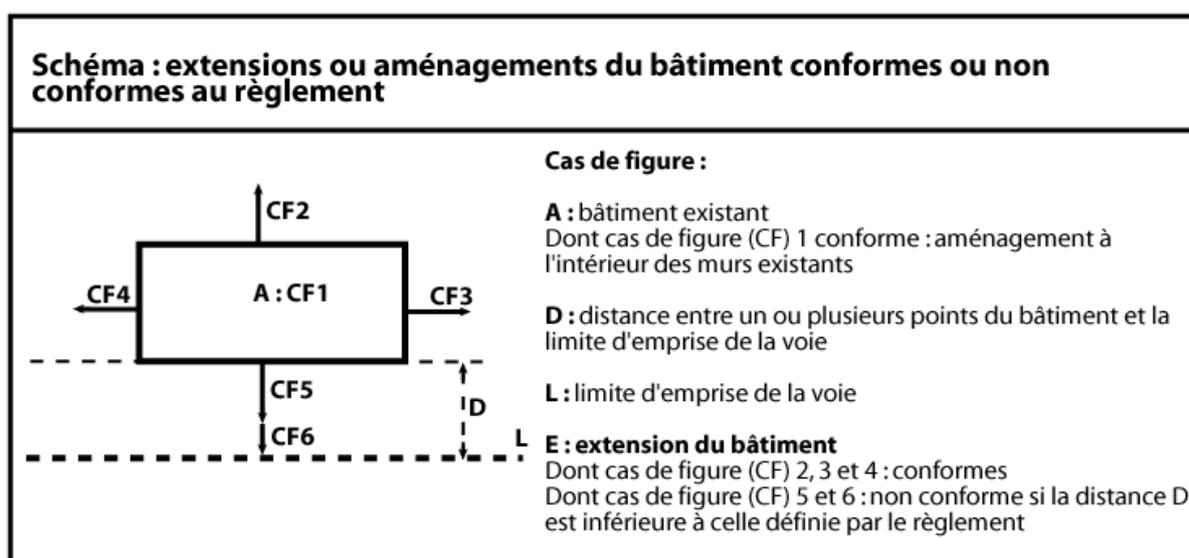 Schéma : extensions ou aménagements du bâtiment conformes ou non
conformes au règlement
CF2
CF4
A : CF1
CF3
CF5
D
CF6
L
Cas de figure :
A : bâtiment existant
Dont cas de figure (CF) 1 conforme : aménagement à
l'intérieur des murs existants
D : distance entre un ou plusieurs points du bâtiment et la
limite d'emprise de la voie
L : limite d'emprise de la voie
E : extension du bâtiment
Dont cas de figure (CF) 2, 3 et 4 : conformes
Dont cas de figure (CF) 5 et 6 : non conforme si la distance D
est inférieure à celle définie par le règlement